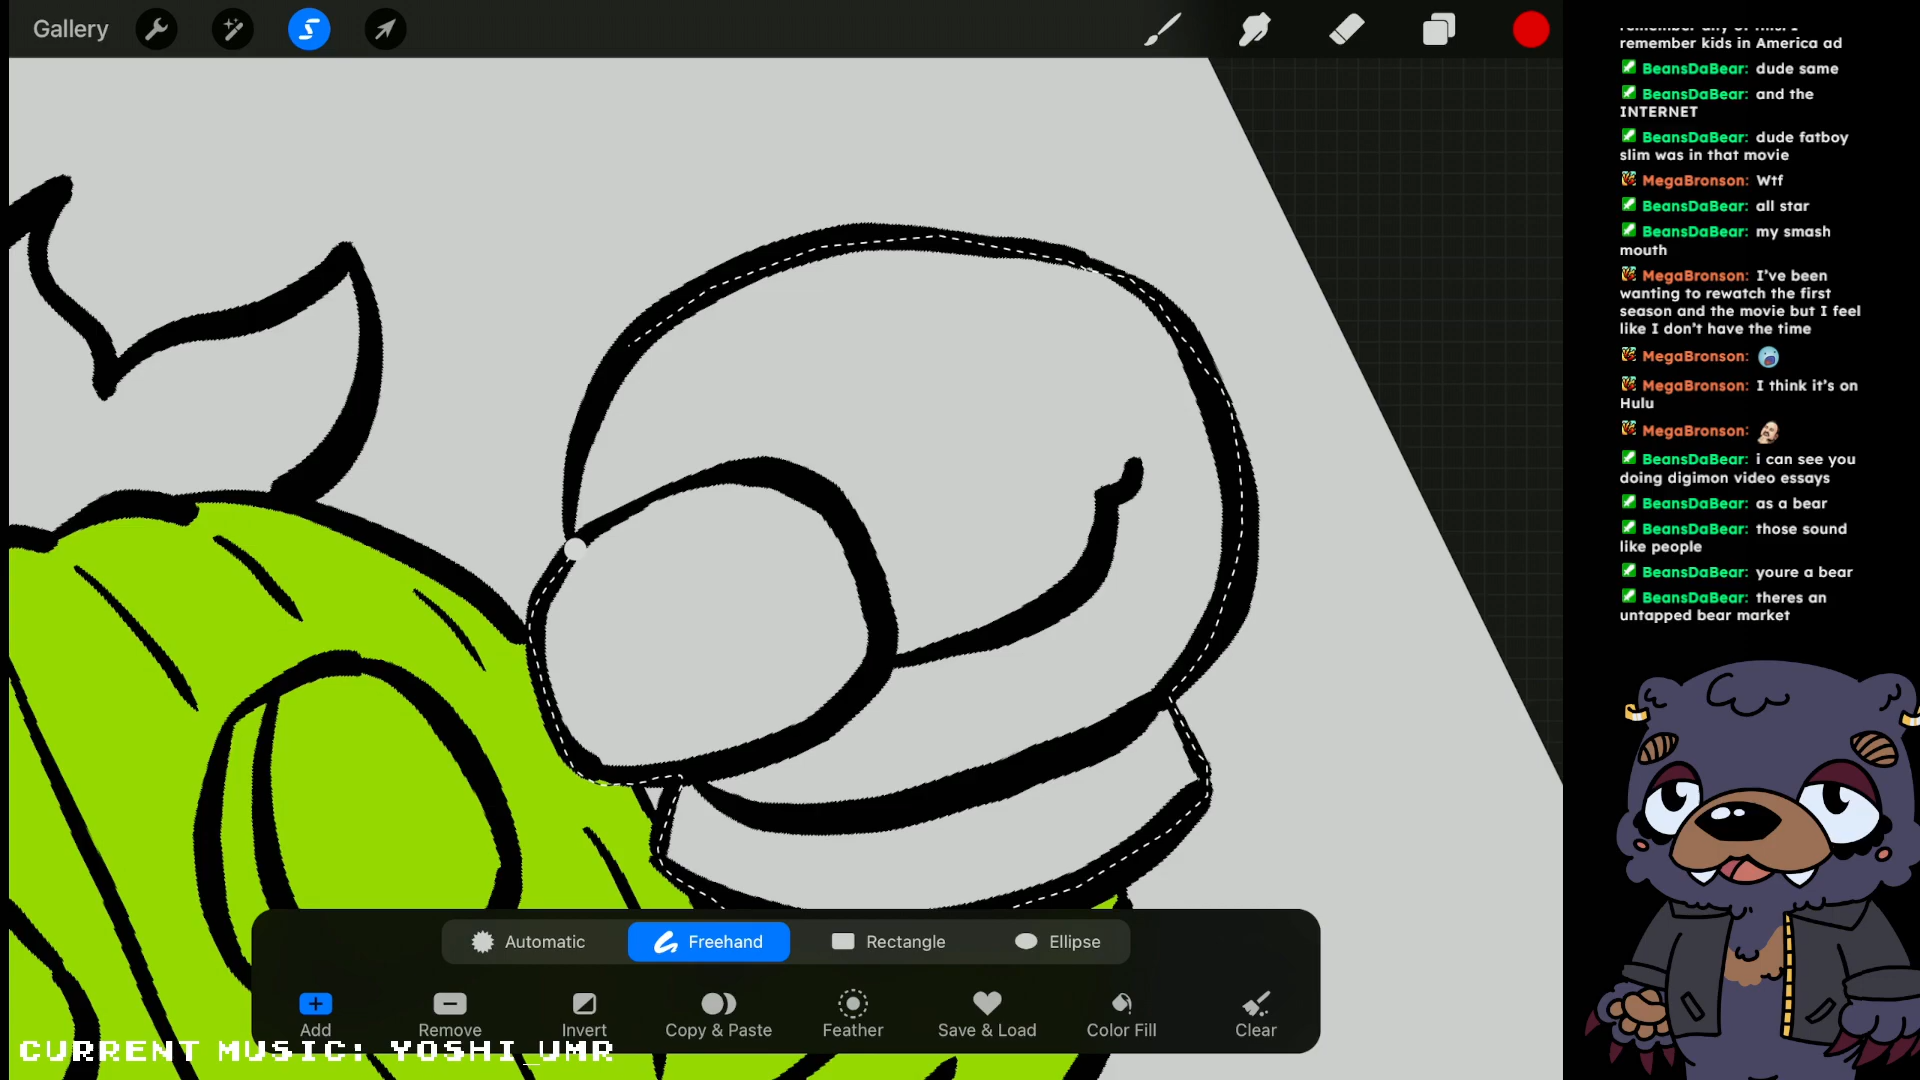 Gallery
remember kids in America ad
BeansDaBear: dude same
BeansDaBear: and the
INTERNET
BeansDaBear: dude fatboy
slim was in that movie
MegaBronson: Wtf
BeansDaBear: all star
BeansDaBear: my smash
mouth
MegaBronson: I've been
wanting to rewatch the first
season and the movie but I feel
like I don't have the time
MegaBronson:
MegaBronson: I think it's on
Hulu
MegaBronson:
BeansDaBear: i can see you
doing digimon video essays
BeansDaBear: as a bear
BeansDaBear: those sound
like people
BeansDaBear: youre a bear
BeansDaBear: theres an
untapped bear market
Automatic
Freehand
Rectangle
Ellipse
Add
Remove
Invert
Copy & Paste
Feather
Save & Load
Color Fill
Clear
CURRENT MUSIC: YOSHI_UMR